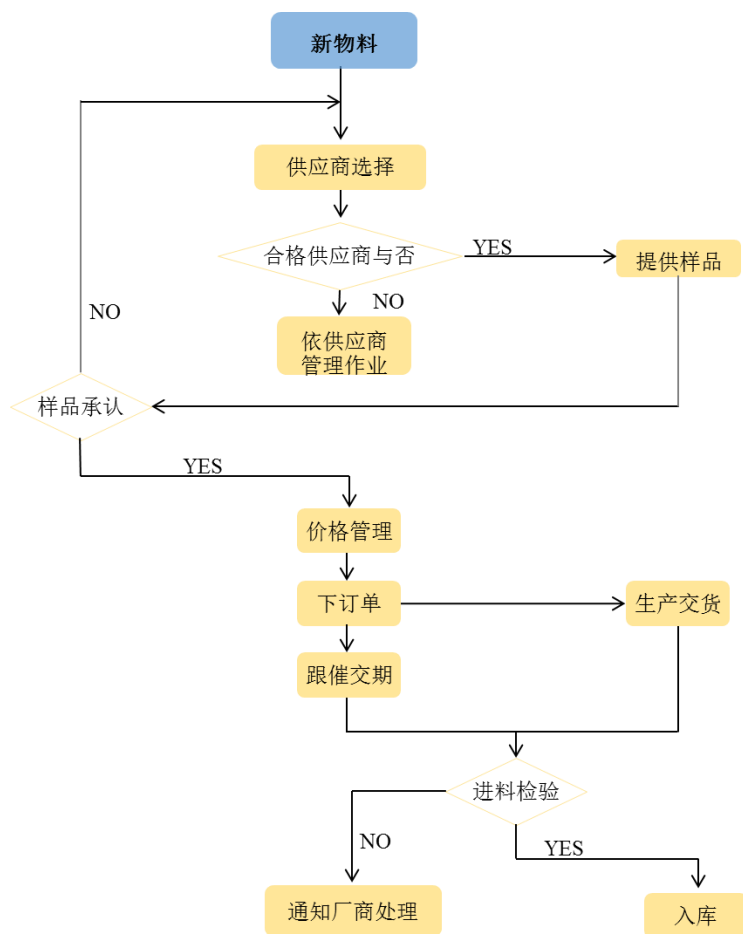 新物料
供应商选择
合格供应商与否
YES
提供样品
NO
NO
依供应商
管理作业
样品承认
YES
价格管理
下订单
生产交货
跟催交期
进料检验
NO
YES
通知厂商处理
入库